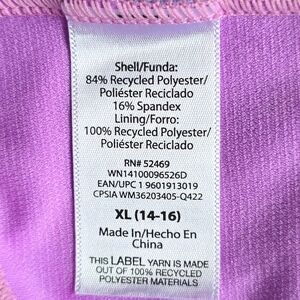 Shell/Funda:
84% Recycled Polyester/
Poliéster Reciclado
16% Spandex
Lining/Forro:
100% Recycled Polyester/
Poliéster Reciclado
RN# 52469
WN14100096526D
EAN/UPC 1 9601913019
CPSIA WM36203405-Q422
XL (14-16)
Made In/Hecho En
China
THIS LABEL YARN IS MADE
OUT OF 100% RECYCLED
POLYESTER MATERIALS